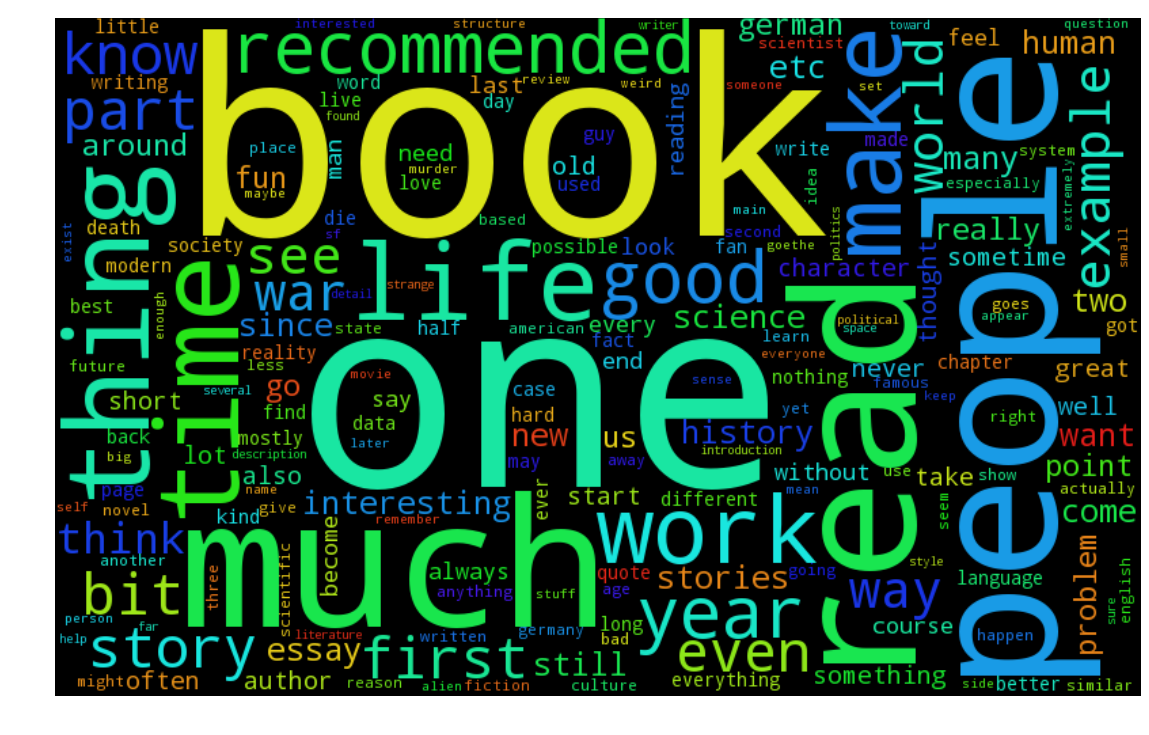 little
interested
structure
writer
german
toward
question
know
recommended
scientist
make
feel
human
writing
book
word
last
review
weird
etc
world
people
live
day
someone
set
part
found
reading
example
around
place
need
guy
made
many
system
man
old
write
fun
murder
love
used
idea
especially
extremely
maybe
thing
death
die
based
main
second
politics
really
small
exist
society
sf
life
possible
look
fan
goethe
thought
sometime
modern
time
see
good
character
best
enough
war
detail
strange
read
goes
two
since
state
half
american
every
science
political
space
appear
got
reality
fact
learn
future
less
one
end
everyone
never
chapter
great
movie
go
nothing
famous
several
case
sense
keep
short
find
say
hard
yet
right
well
back
data
new
us
history
want
mostly
later
big
lot
description
may
away
introduction
without
use
take
show
point
also
page
self
novel
name
give
interesting
ever
start
different
mean
actually
kind
remember
seem
come
think
much
work
another
become
always
quote
stories
going
style
problem
bit
three
scientific
anything
stuff
age
year
way
language
sure
english
person
far
literature
written
germany
long
course
happen
help
story
essay
first
still
bad
even
might
often
author
reason
alien
fiction
culture
everything
something
side
better
similar